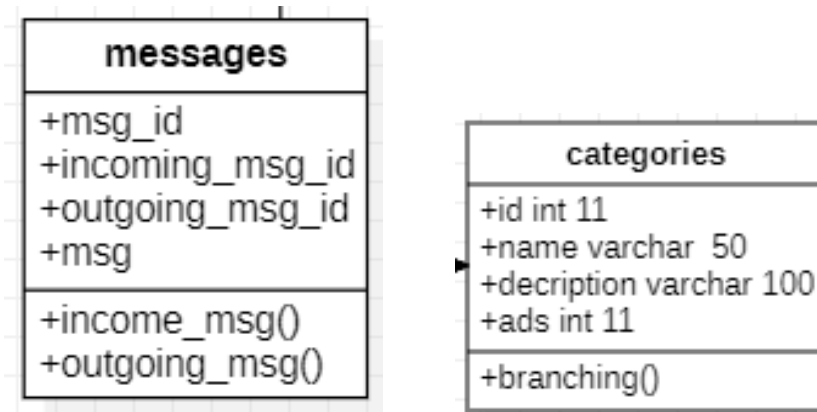 messages
+msg_id
+incoming_msg_id
+outgoing_msg_id
+msg
+income_msg()
+outgoing_msg()
categories
+id int 11
+name varchar  50
+decription varchar 100
+ads int 11
+branching()